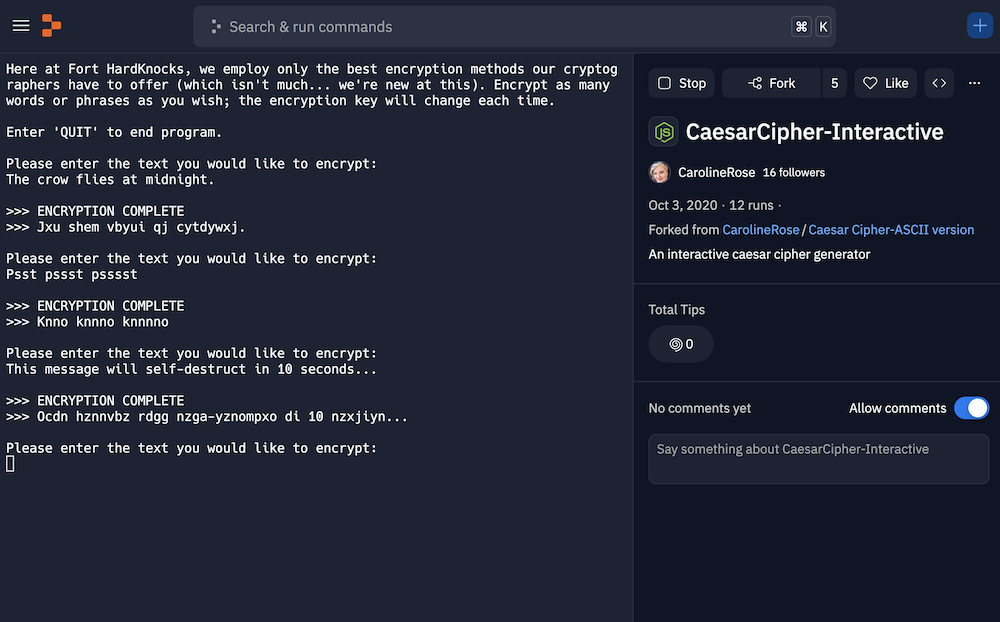 Search & run commands
⌘ K
Here at Fort HardKnocks, we employ only the best encryption methods our cryptog
raphers have to offer (which isn't much... we're new at this). Encrypt as many
words or phrases as you wish; the encryption key will change each time.
Enter 'QUIT' to end program.
Please enter the text you would like to encrypt:
The crow flies at midnight.
>>> ENCRYPTION COMPLETE
>>> Jxu shem vbyui qj cytdywxj.
Please enter the text you would like to encrypt:
Psst pssst psssst
>>> ENCRYPTION COMPLETE
>>> Knno knnno knnnno
Please enter the text you would like to encrypt:
This message will self-destruct in 10 seconds...
>>> ENCRYPTION COMPLETE
>>> Ocdn hznnvbz rdgg nzga-yznompxo di 10 nzxjiyn...
Please enter the text you would like to encrypt:
Stop
Fork 5
Like
<>
...
JS
CaesarCipher-Interactive
CarolineRose 16 followers
Oct 3, 2020 · 12 runs ·
Forked from CarolineRose/Caesar Cipher-ASCII version
An interactive caesar cipher generator
Total Tips
0
No comments yet
Allow comments
Say something about CaesarCipher-Interactive